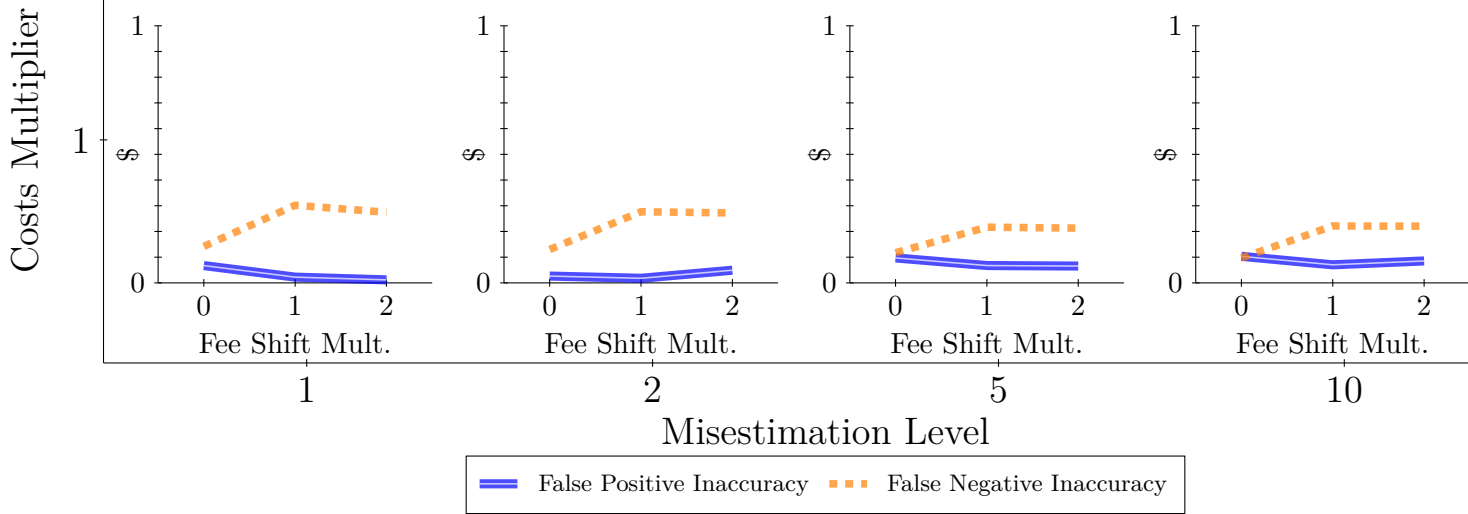 Costs Multiplier
1
1
$
0
0 1 2
Fee Shift Mult.
1
$
0
0 1 2
Fee Shift Mult.
1
$
0
0 1 2
Fee Shift Mult.
1
$
0
0 1 2
Fee Shift Mult.
1 2 5 10
Misestimation Level
False Positive Inaccuracy False Negative Inaccuracy